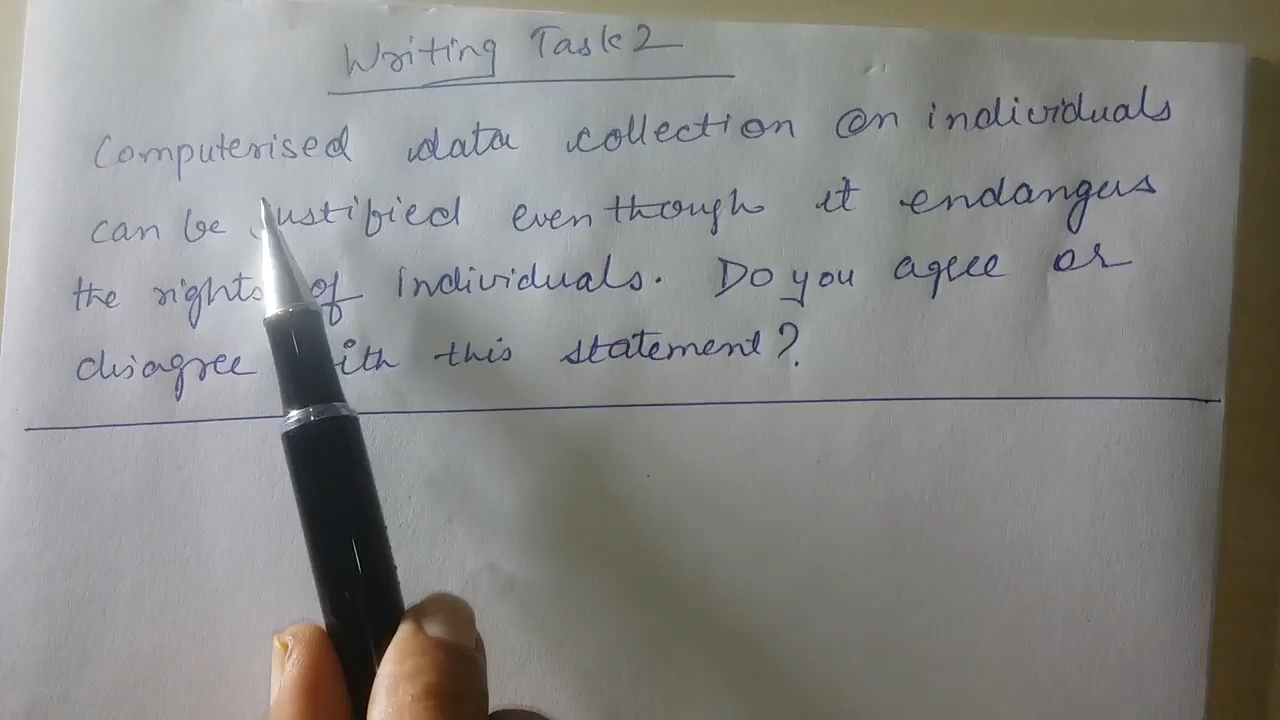 Writing Task 2
Computerised data collection on individuals
can be justified even though it endangers
the rights of individuals. Do you agree or
disagree with this statement?